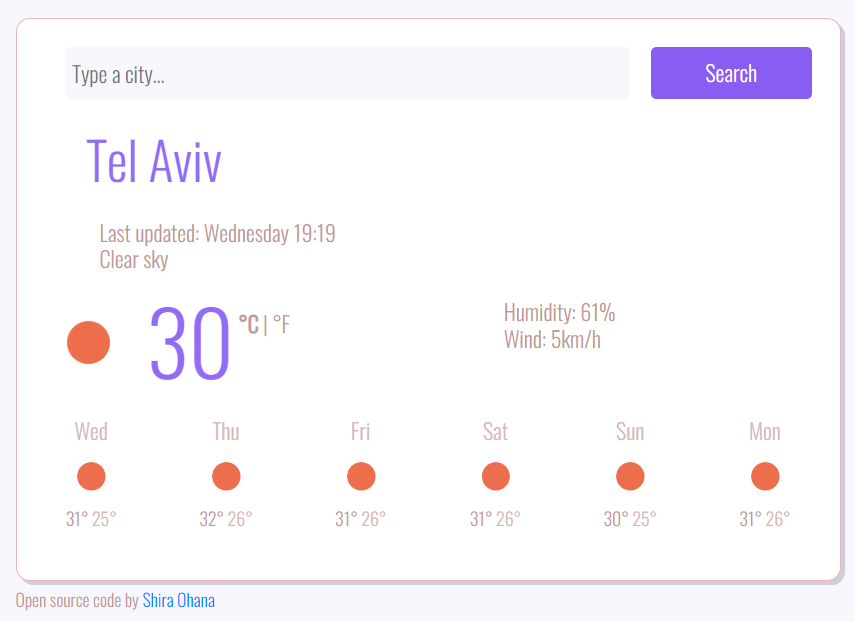 Type a city...
Search
Tel Aviv
Last updated: Wednesday 19:19
Clear sky
30 °C | °F
Humidity: 61%
Wind: 5km/h
Wed Thu Fri Sat Sun Mon
31° 25° 32° 26° 31° 26° 31° 26° 30° 25° 31° 26°
Open source code by Shira Ohana